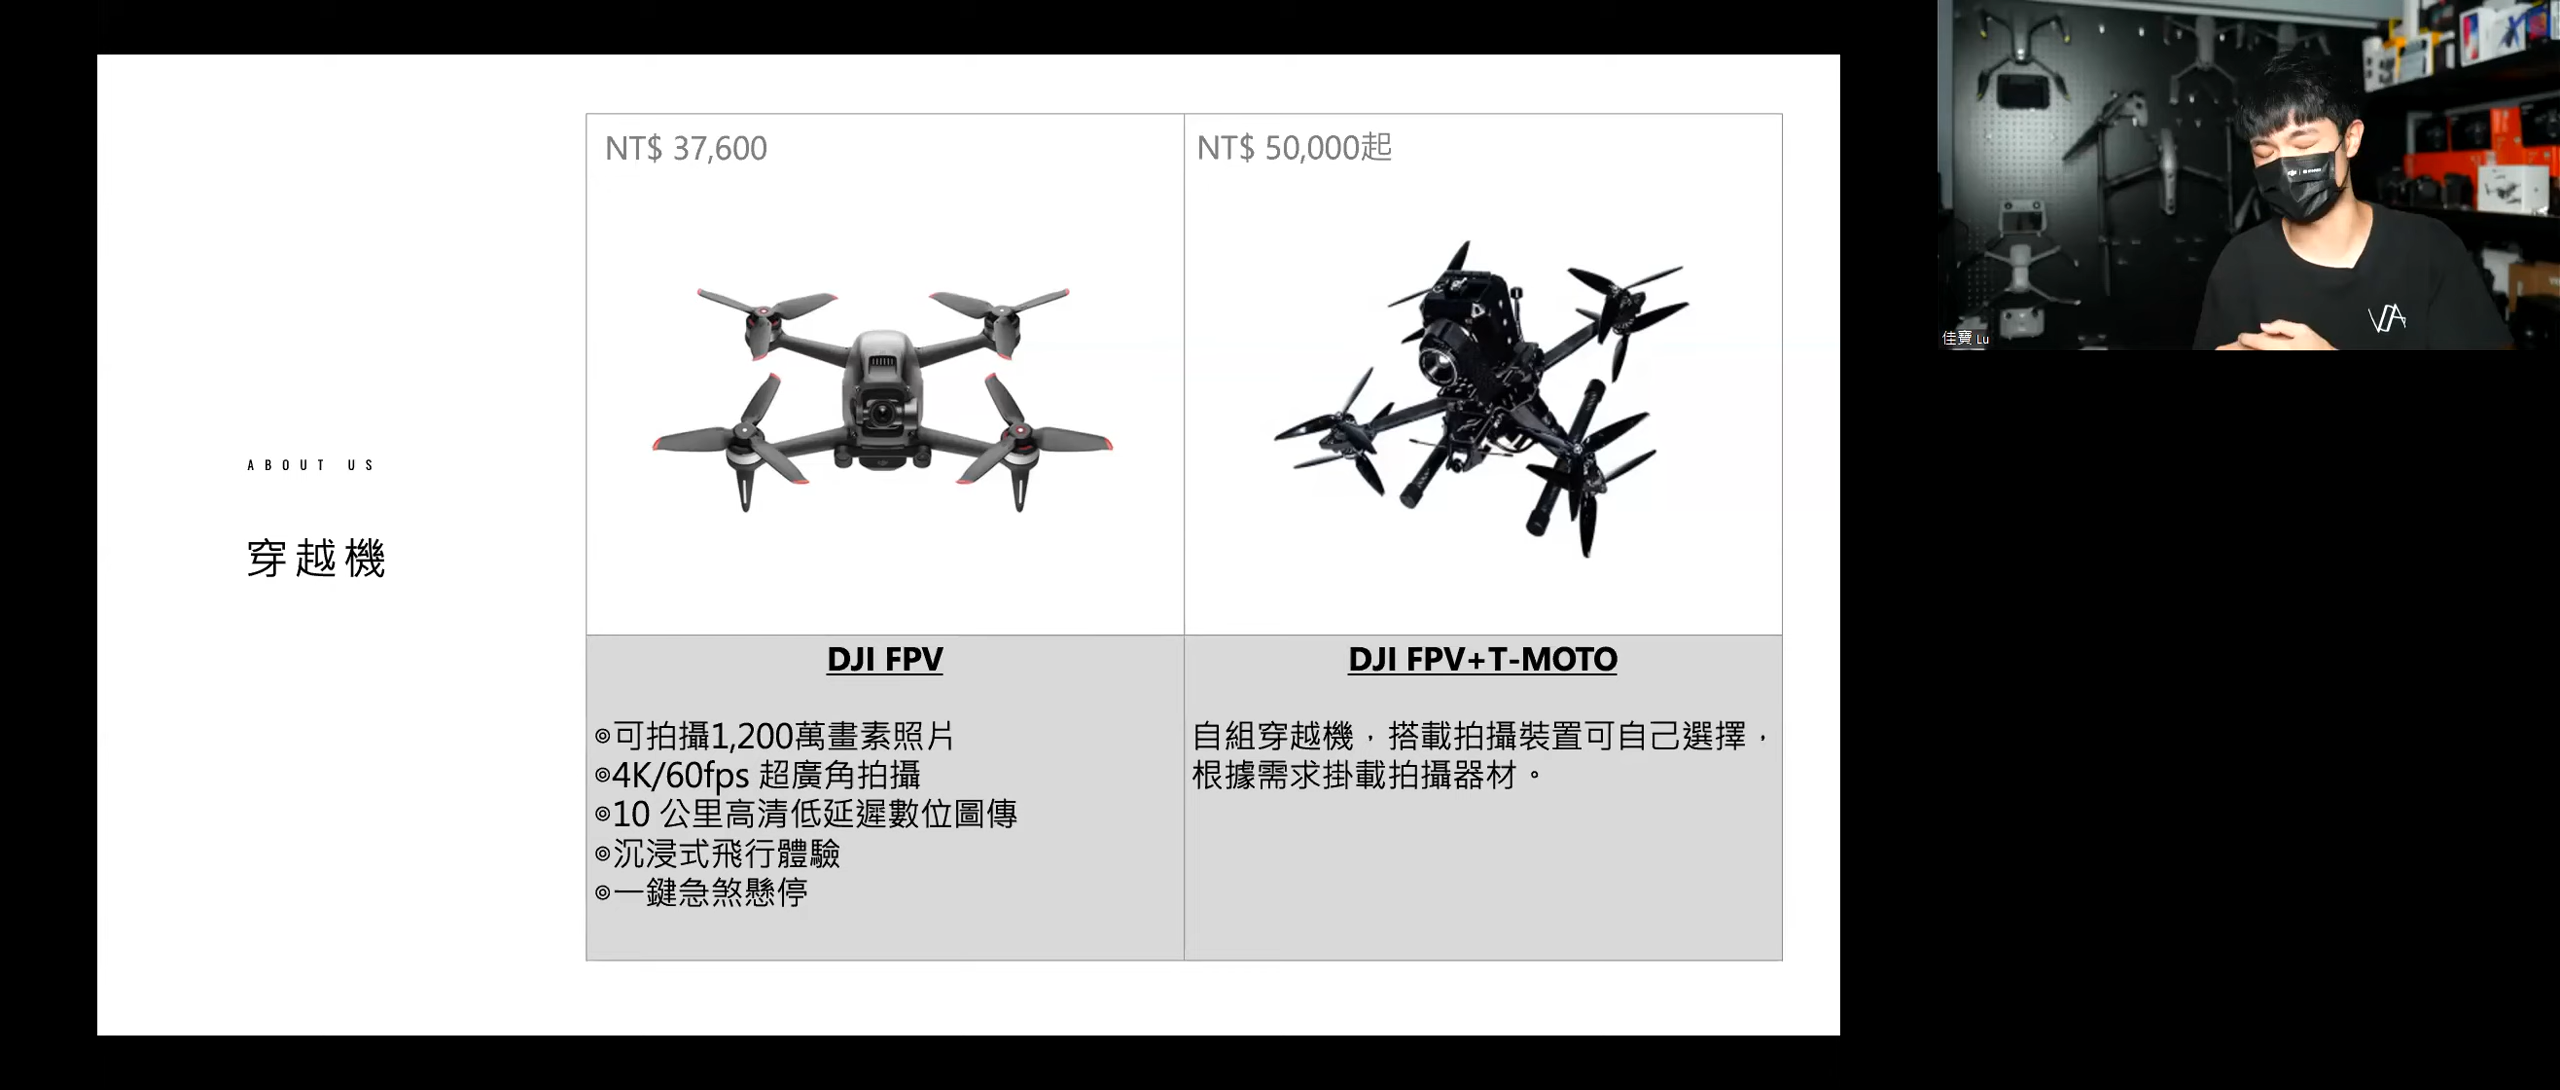 NT$ 37,600
NT$ 50,000起
ABOUT US
穿越機
DJI FPV
◎可拍攝1,200萬畫素照片
◎4K/60fps 超廣角拍攝
◎10 公里高清低延遲數位圖傳
◎沉浸式飛行體驗
◎一鍵急煞懸停
DJI FPV+T-MOTO
自組穿越機，搭載拍攝裝置可自己選擇，
根據需求掛載拍攝器材。
佳寶 Lu